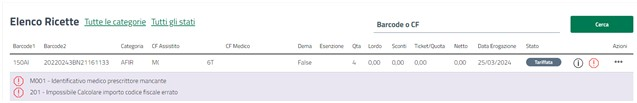 Elenco Ricette Tutte le categorie Tutti gli stati
Barcode o CF Cerca
Barcode1 Barcode2 Categoria CF Assistito CF Medico Dema Esenzione Qta Lordo Sconti Ticket/Quota Netto Data Erogazione Stato Azioni
150AI 20220243BN21161133 AFIR MI. 6T False 4 0,00 0,00 0,00 0,00 25/03/2024 Tariffata
M001 - Identificativo medico prescrittore mancante
201 - Impossibile Calcolare importo codice fiscale errato